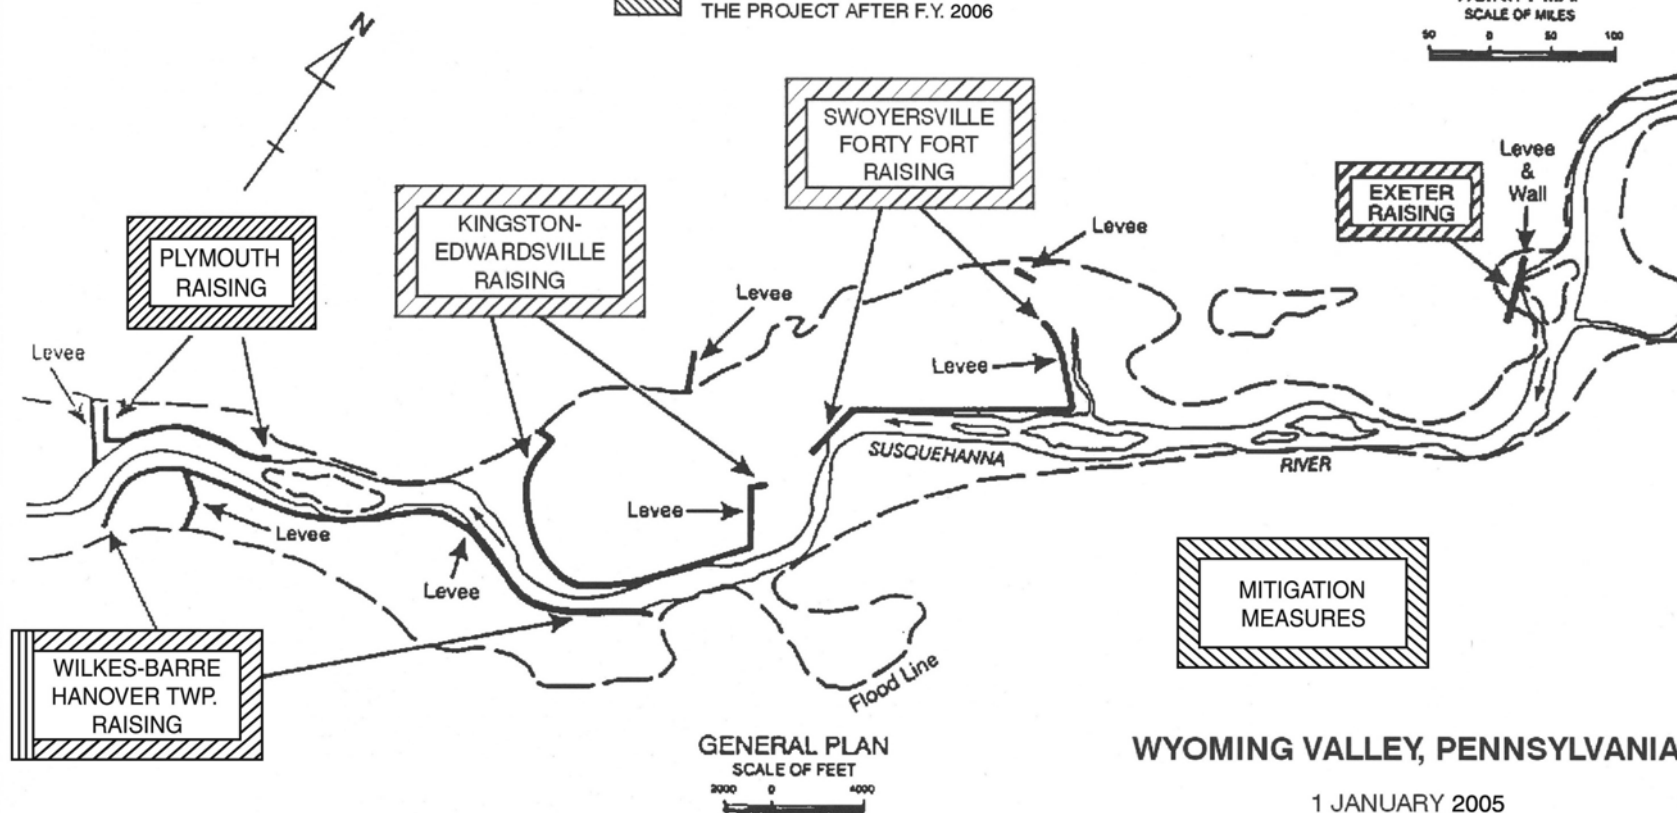 THE PROJECT AFTER F.Y. 2006
SCALE OF MILES
50 0 50 100
N
SWOYERSVILLE
FORTY FORT
RAISING
Levee
&
Wall
EXETER
RAISING
KINGSTON-
EDWARDSVILLE
RAISING
PLYMOUTH
RAISING
Levee
Levee
Levee
Levee
SUSQUEHANNA
RIVER
Levee
Levee
Levee
MITIGATION
MEASURES
WILKES-BARRE
HANOVER TWP.
RAISING
Flood Line
GENERAL PLAN
SCALE OF FEET
2000 0 4000
WYOMING VALLEY, PENNSYLVANIA
1 JANUARY 2005